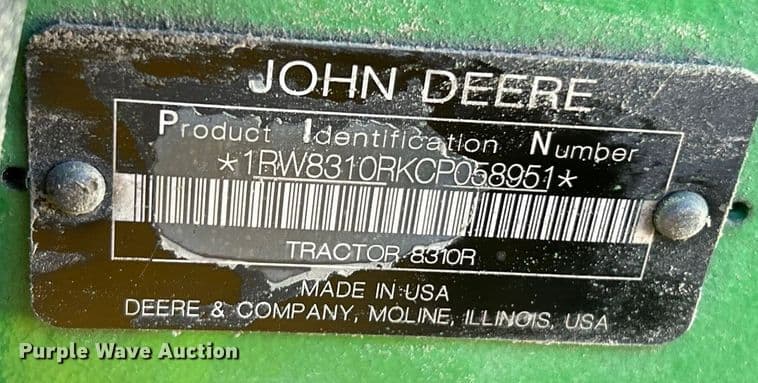 JOHN DEERE
Product Identification Number
*1RW8310RKCP058951*
TRACTOR 8310R
MADE IN USA
DEERE & COMPANY, MOLINE, ILLINOIS, USA
Purple Wave Auction